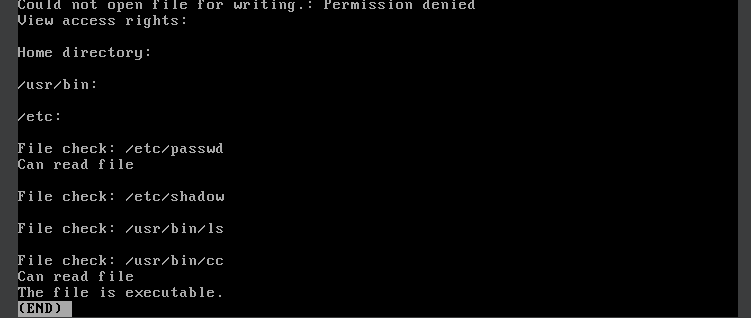 Could not open file for writing.: Permission denied
View access rights:
Home directory:
/usr/bin:
/etc:
File check: /etc/passwd
Can read file
File check: /etc/shadow
File check: /usr/bin/ls
File check: /usr/bin/cc
Can read file
The file is executable.
(END)